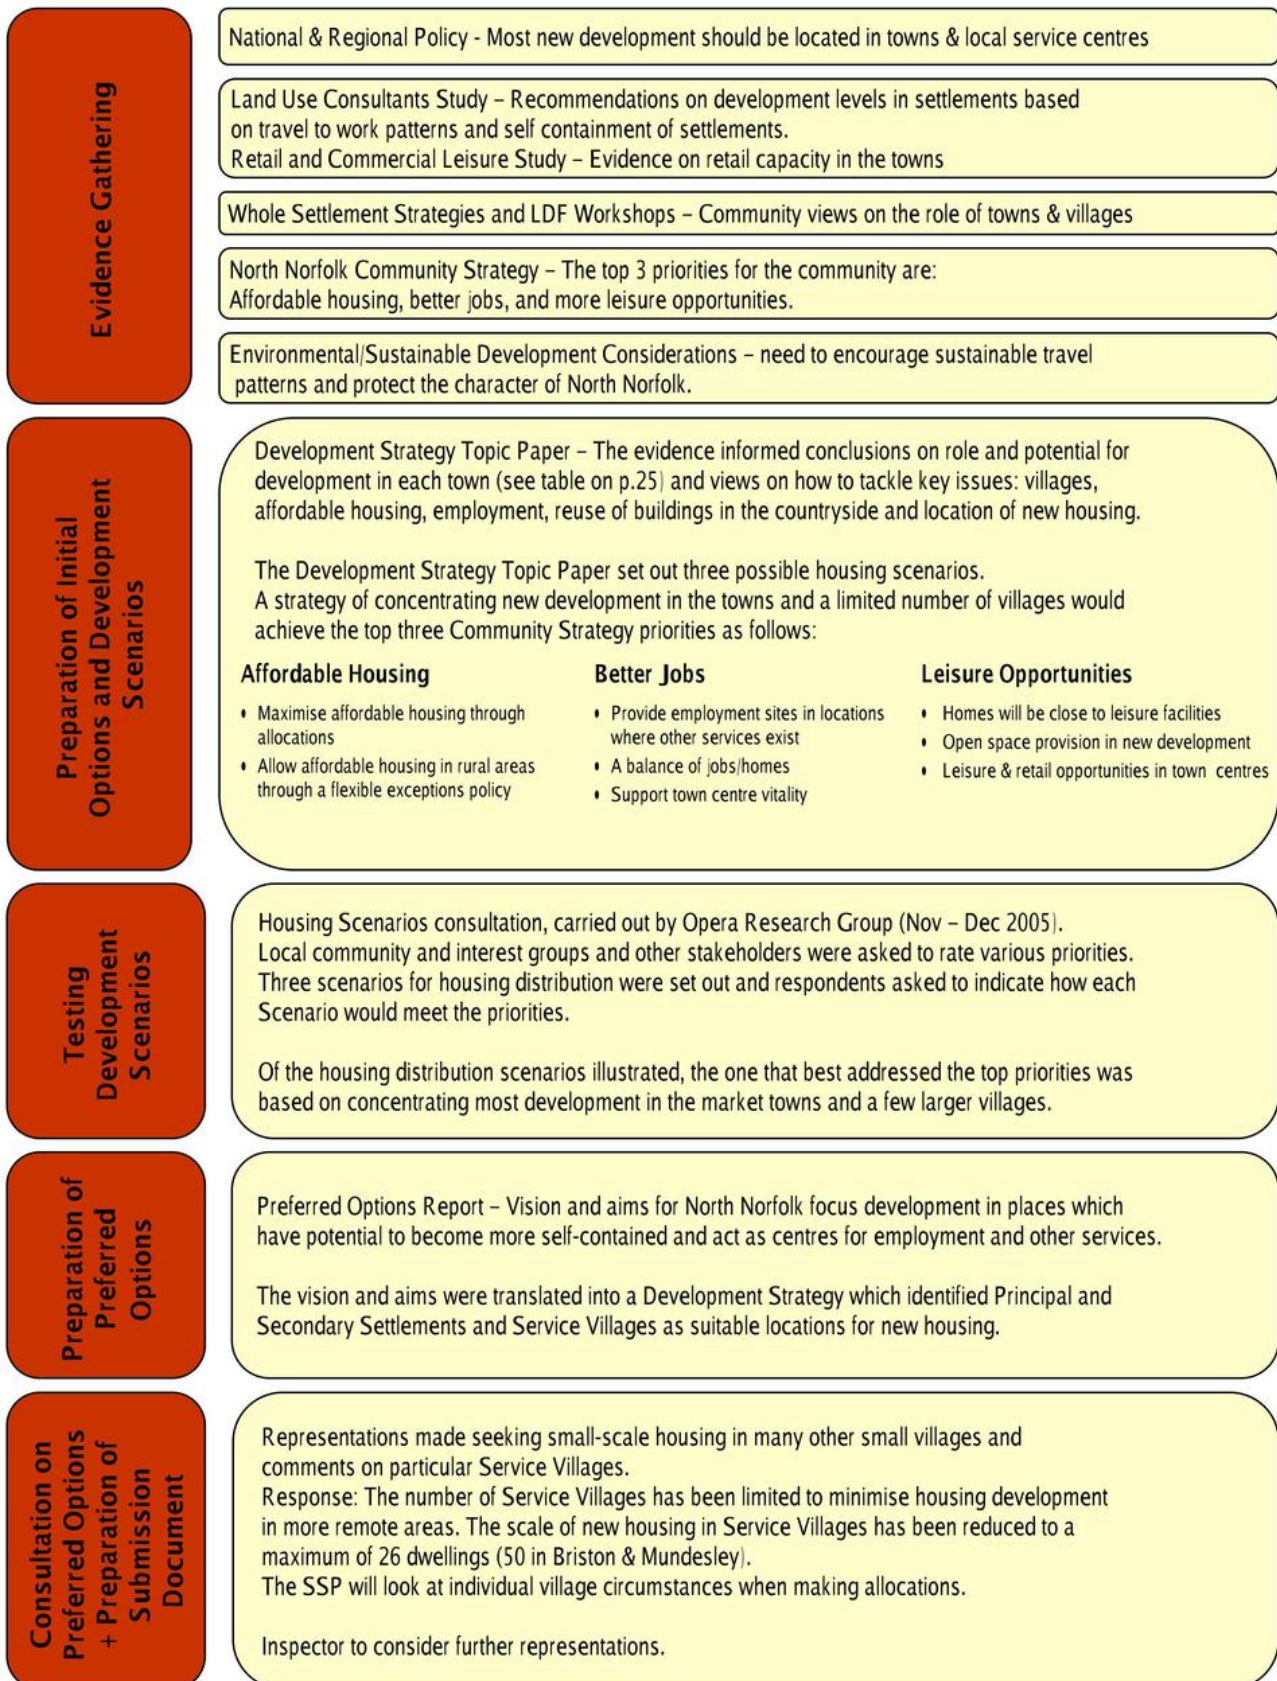 Evidence Gathering
National & Regional Policy - Most new development should be located in towns & local service centres
Land Use Consultants Study – Recommendations on development levels in settlements based
on travel to work patterns and self containment of settlements.
Retail and Commercial Leisure Study – Evidence on retail capacity in the towns
Whole Settlement Strategies and LDF Workshops – Community views on the role of towns & villages
North Norfolk Community Strategy – The top 3 priorities for the community are:
Affordable housing, better jobs, and more leisure opportunities.
Environmental/Sustainable Development Considerations – need to encourage sustainable travel
patterns and protect the character of North Norfolk.
Preparation of Initial
Options and Development
Scenarios
Development Strategy Topic Paper – The evidence informed conclusions on role and potential for
development in each town (see table on p.25) and views on how to tackle key issues: villages,
affordable housing, employment, reuse of buildings in the countryside and location of new housing.
The Development Strategy Topic Paper set out three possible housing scenarios.
A strategy of concentrating new development in the towns and a limited number of villages would
achieve the top three Community Strategy priorities as follows:
Affordable Housing
• Maximise affordable housing through
allocations
• Allow affordable housing in rural areas
through a flexible exceptions policy
Better Jobs
• Provide employment sites in locations
where other services exist
• A balance of jobs/homes
• Support town centre vitality
Leisure Opportunities
• Homes will be close to leisure facilities
• Open space provision in new development
• Leisure & retail opportunities in town centres
Testing
Development
Scenarios
Housing Scenarios consultation, carried out by Opera Research Group (Nov – Dec 2005).
Local community and interest groups and other stakeholders were asked to rate various priorities.
Three scenarios for housing distribution were set out and respondents asked to indicate how each
Scenario would meet the priorities.
Of the housing distribution scenarios illustrated, the one that best addressed the top priorities was
based on concentrating most development in the market towns and a few larger villages.
Preparation of
Preferred
Options
Preferred Options Report – Vision and aims for North Norfolk focus development in places which
have potential to become more self-contained and act as centres for employment and other services.
The vision and aims were translated into a Development Strategy which identified Principal and
Secondary Settlements and Service Villages as suitable locations for new housing.
Consultation on
Preferred Options
+ Preparation of
Submission
Document
Representations made seeking small-scale housing in many other small villages and
comments on particular Service Villages.
Response: The number of Service Villages has been limited to minimise housing development
in more remote areas. The scale of new housing in Service Villages has been reduced to a
maximum of 26 dwellings (50 in Briston & Mundesley).
The SSP will look at individual village circumstances when making allocations.
Inspector to consider further representations.